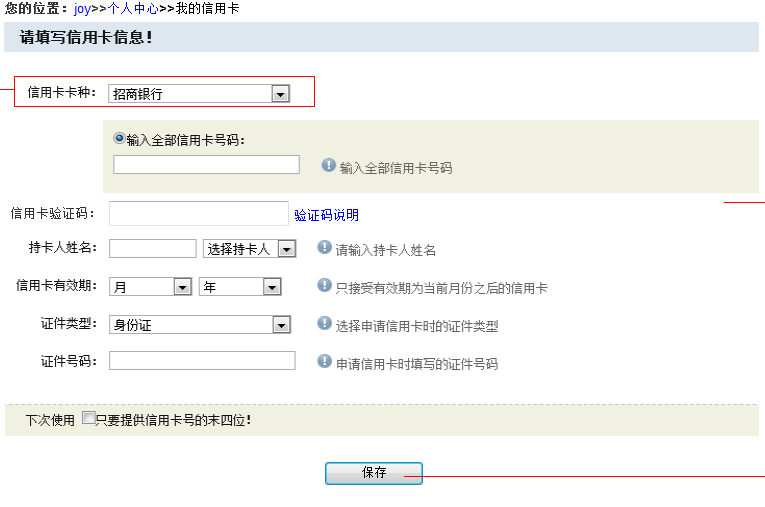 您的位置：joy>>个人中心>>我的信用卡
请填写信用卡信息！
信用卡卡种： 招商银行
输入全部信用卡号码：
输入全部信用卡号码
信用卡验证码： 验证码说明
持卡人姓名： 选择持卡人 请输入持卡人姓名
信用卡有效期： 月 年 只接受有效期为当前月份之后的信用卡
证件类型： 身份证 选择申请信用卡时的证件类型
证件号码： 申请信用卡时填写的证件号码
下次使用 只要提供信用卡号的末四位！
保存